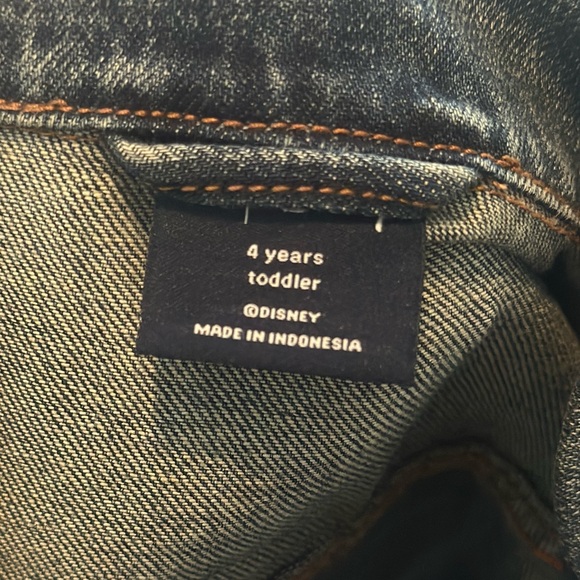 4 years
toddler
©DISNEY
MADE IN INDONESIA